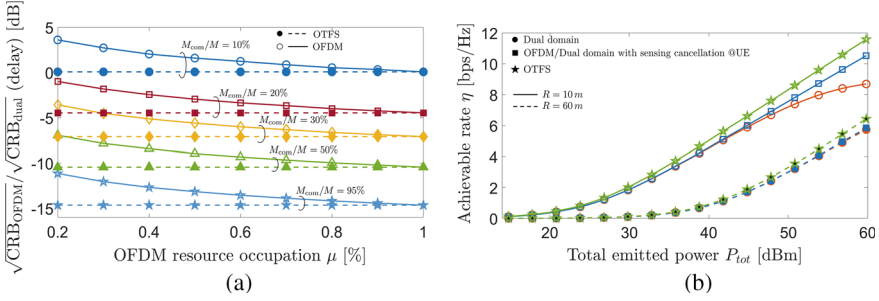 √CRB_OFDM/√CRB_dual (delay) [dB]
5
0
-5
-10
-15
OTFS
OFDM
M_com/M = 10%
M_com/M = 20%
M_com/M = 30%
M_com/M = 50%
M_com/M = 95%
0.2 0.4 0.6 0.8 1
OFDM resource occupation μ [%]
(a)
Achievable rate η [bps/Hz]
12
10
8
6
4
2
0
Dual domain
OFDM/Dual domain with sensing cancellation @UE
OTFS
R = 10 m
R = 60 m
20 30 40 50 60
Total emitted power P_tot [dBm]
(b)